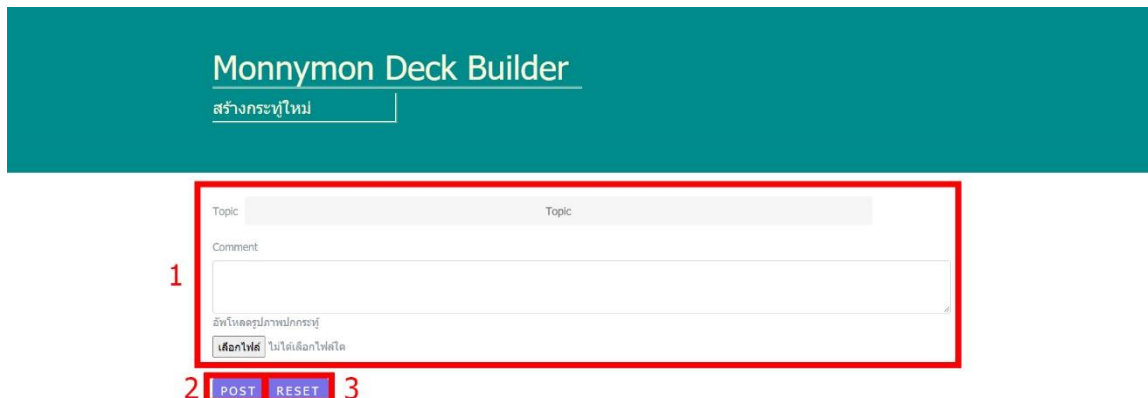 Monnymon Deck Builder
สร้างกระทู้ใหม่
Topic Topic
Comment
1
อัพโหลดรูปภาพปกกระทู้
เลือกไฟล์ ไม่ได้เลือกไฟล์ใด
2 POST RESET 3